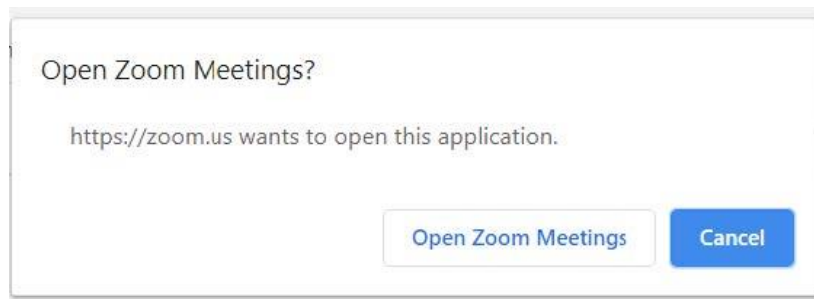 Open Zoom Meetings?
https://zoom.us wants to open this application.
Open Zoom Meetings
Cancel